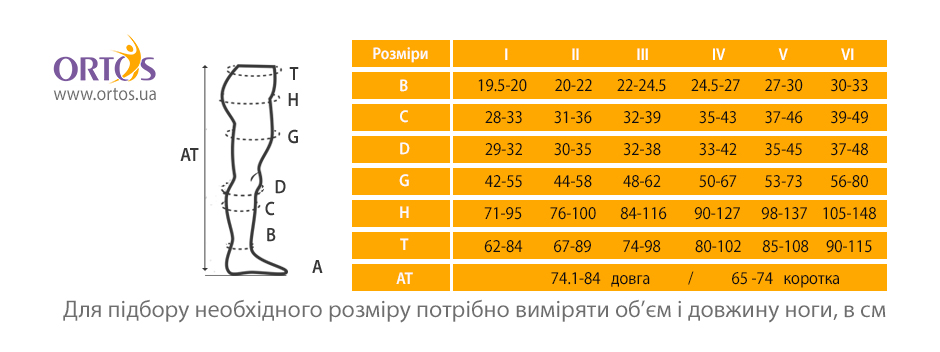 ORTOS
www.ortos.ua
T
H
G
AT
D
C
B
A
Розміри I II III IV V VI
B 19.5-20 20-22 22-24.5 24.5-27 27-30 30-33
C 28-33 31-36 32-39 35-43 37-46 39-49
D 29-32 30-35 32-38 33-42 35-45 37-48
G 42-55 44-58 48-62 50-67 53-73 56-80
H 71-95 76-100 84-116 90-127 98-137 105-148
T 62-84 67-89 74-98 80-102 85-108 90-115
AT 74.1-84 довга / 65 -74 коротка
Для підбору необхідного розміру потрібно виміряти об’єм і довжину ноги, в см